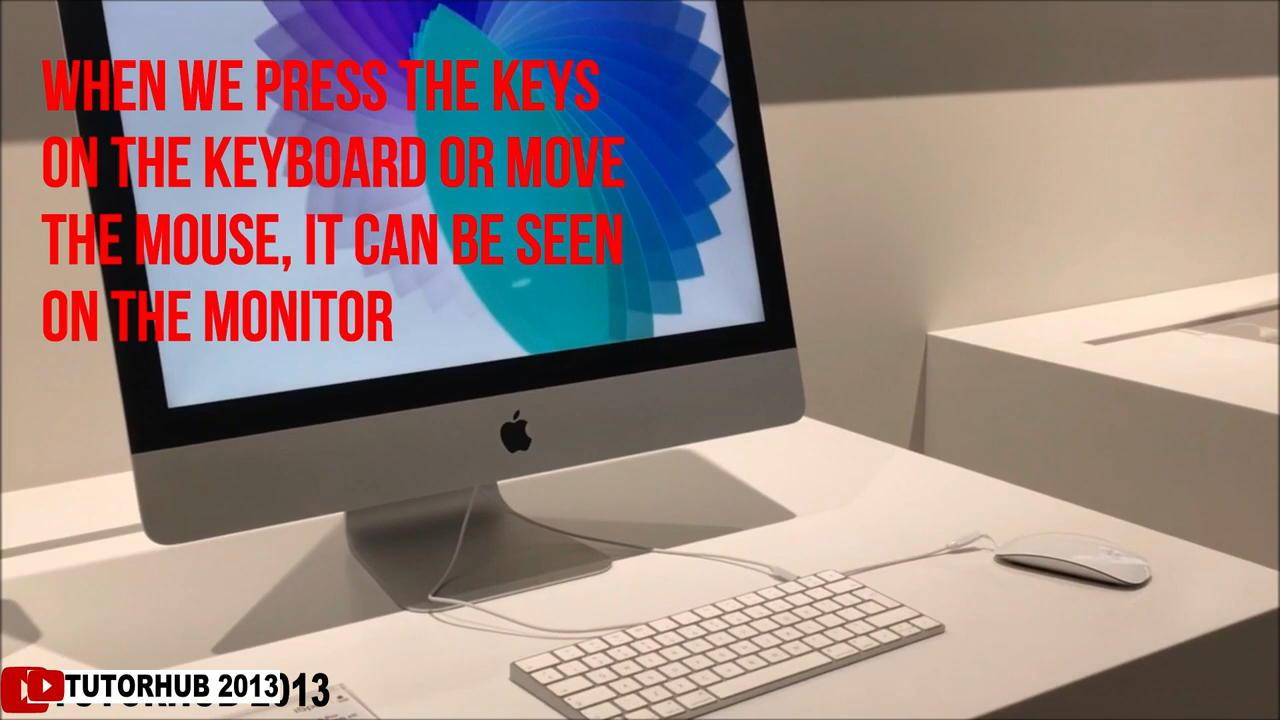 WHEN WE PRESS THE KEYS
ON THE KEYBOARD OR MOVE
THE MOUSE, IT CAN BE SEEN
ON THE MONITOR
TUTORHUB 2013